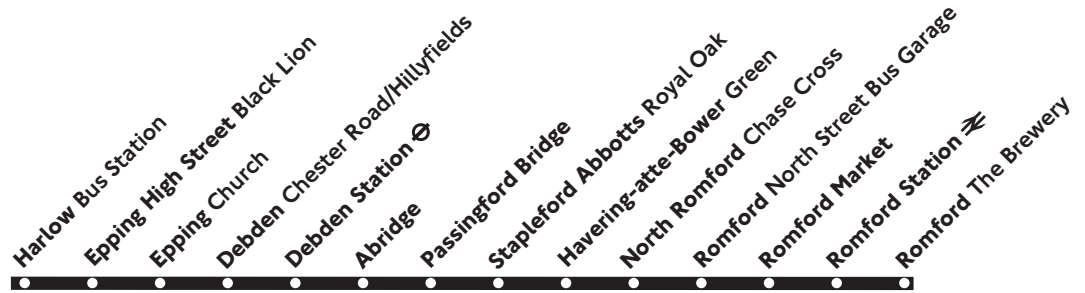 Harlow Bus Station
Epping High Street Black Lion
Epping Church
Debden Chester Road/Hillyfields
Debden Station
Abridge
Passingford Bridge
Stapleford Abbotts Royal Oak
Havering-atte-Bower Green
North Romford Chase Cross
Romford North Street Bus Garage
Romford Market
Romford Station
Romford The Brewery